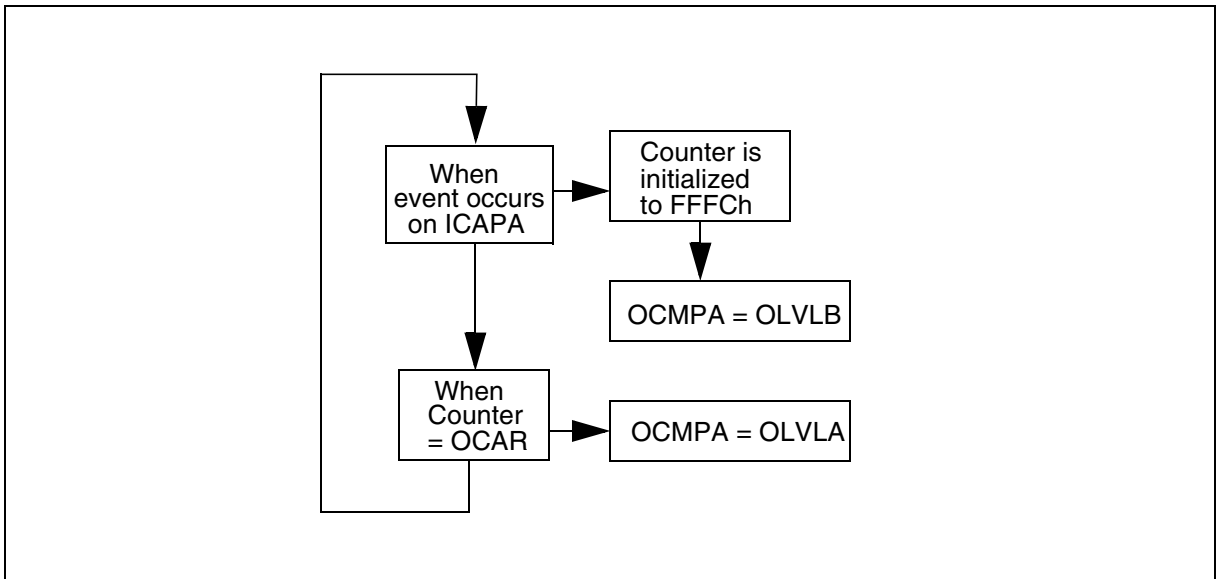 When
event occurs
on ICAPA
Counter is
initialized
to FFFCh
OCMPA = OLVLB
When
Counter
= OCAR
OCMPA = OLVLA